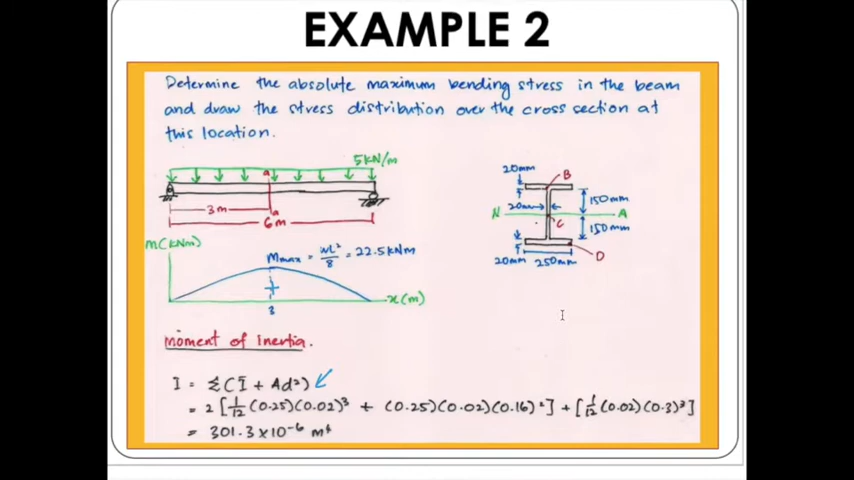 EXAMPLE 2
Determine the absolute maximum bending stress in the beam
and draw the stress distribution over the cross section at
this location.
5kN/m
a
3m
a
6m
20mm
B
20mm
150mm
N
A
C
150mm
D
20mm 250mm
M(kNm)
Mmax = wL²/8 = 22.5kNm
+
x(m)
3
moment of Inertia.
I = Σ(Ī + Ad²)
= 2[1/12(0.25)(0.02)³ + (0.25)(0.02)(0.16)²] + [1/12(0.02)(0.3)³]
= 301.3x10⁻⁶ m⁴